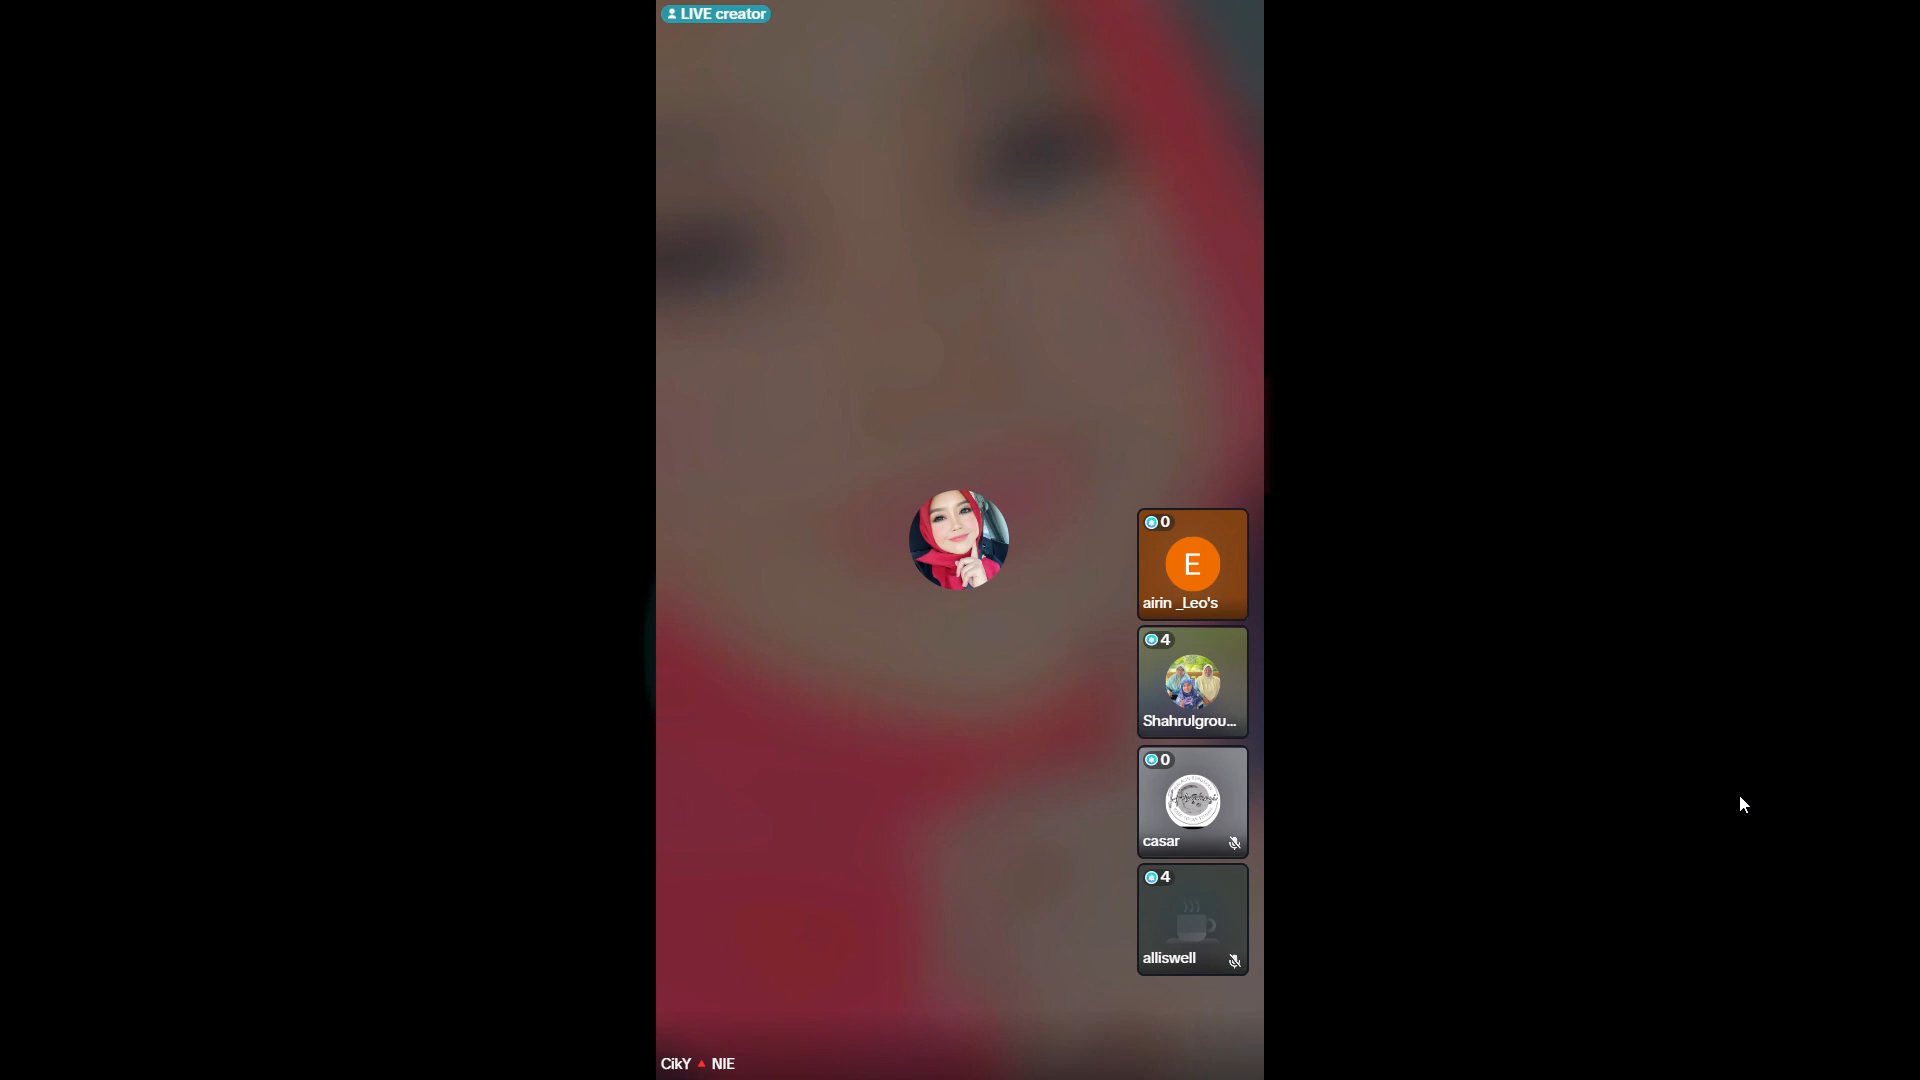 LIVE creator
0
E
airin _Leo's
4
Shahrulgrou...
0
casar
4
alliswell
CikY🔺NIE